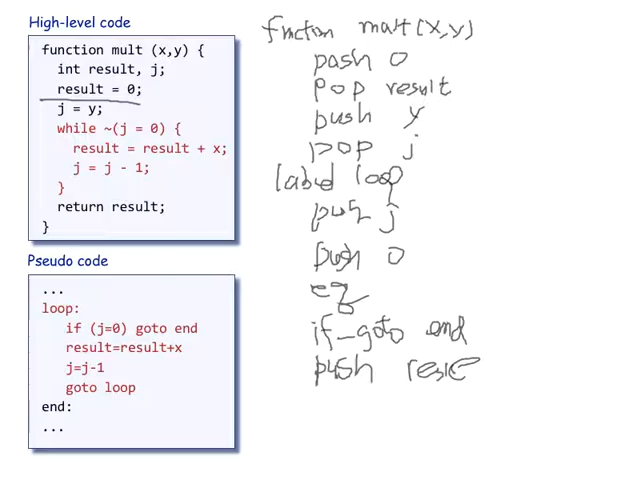 High-level code
function mult (x,y) {
int result, j;
result = 0;
j = y;
while ~(j = 0) {
result = result + x;
j = j - 1;
}
return result;
}
Pseudo code
...
loop:
if (j=0) goto end
result=result+x
j=j-1
goto loop
end:
...
function mult(x,y)
push 0
pop result
push y
pop j
label loop
push j
push 0
eq
if-goto end
push